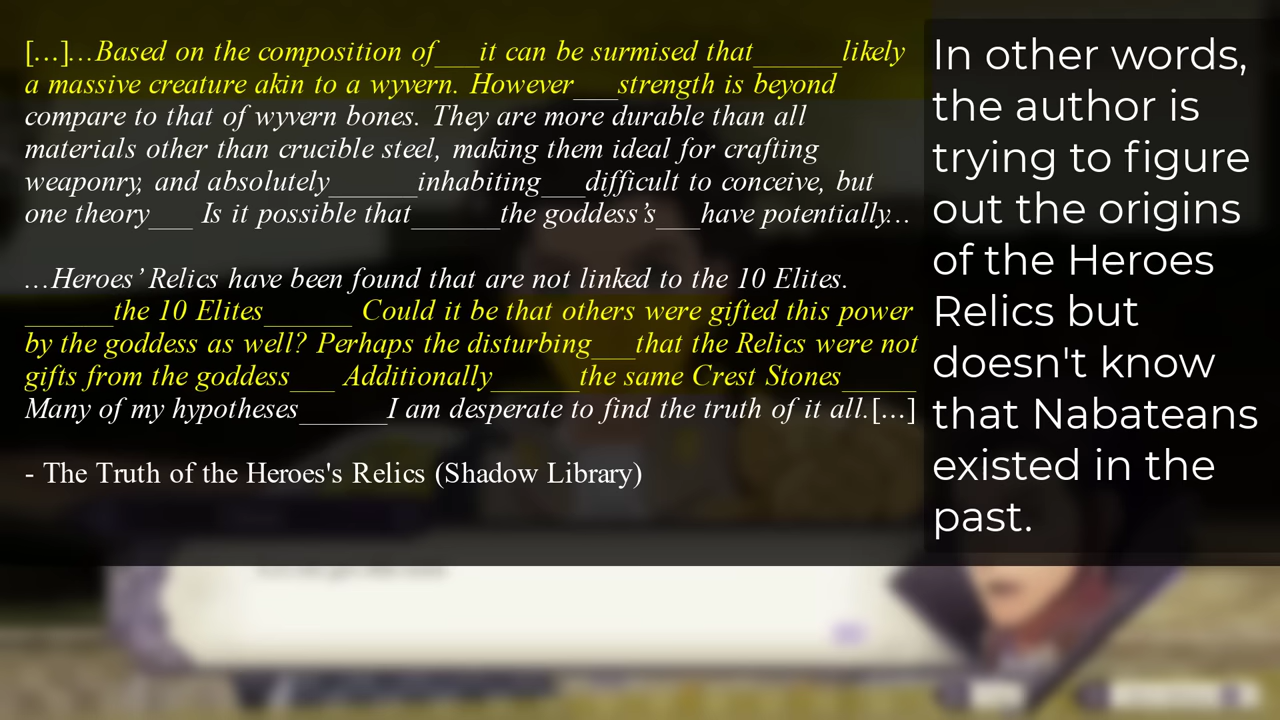 [...]...Based on the composition of___it can be surmised that______likely
a massive creature akin to a wyvern. However___strength is beyond
compare to that of wyvern bones. They are more durable than all
materials other than crucible steel, making them ideal for crafting
weaponry, and absolutely______inhabiting___difficult to conceive, but
one theory___ Is it possible that______the goddess’s___have potentially...
...Heroes’ Relics have been found that are not linked to the 10 Elites.
______the 10 Elites______ Could it be that others were gifted this power
by the goddess as well? Perhaps the disturbing___that the Relics were not
gifts from the goddess___ Additionally______the same Crest Stones_____
Many of my hypotheses______I am desperate to find the truth of it all.[...]
- The Truth of the Heroes's Relics (Shadow Library)
In other words,
the author is
trying to figure
out the origins
of the Heroes
Relics but
doesn't know
that Nabateans
existed in the
past.